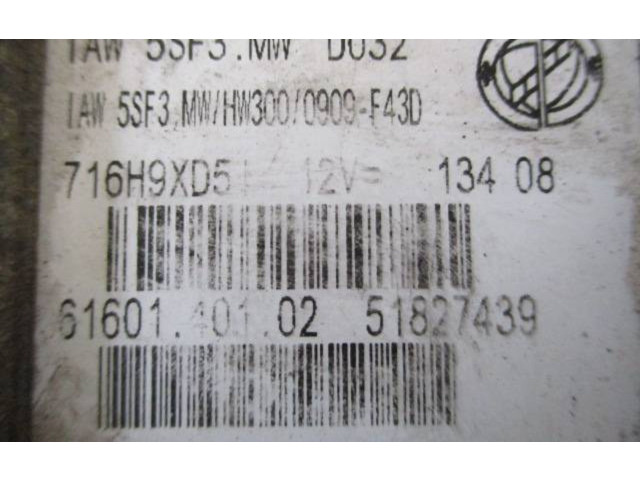 IAW 5SF3.MW D032
IAW 5SF3.MW/HW300/0909-F43D
716H9XD5 12V= 134 08
61601.401.02 51827439